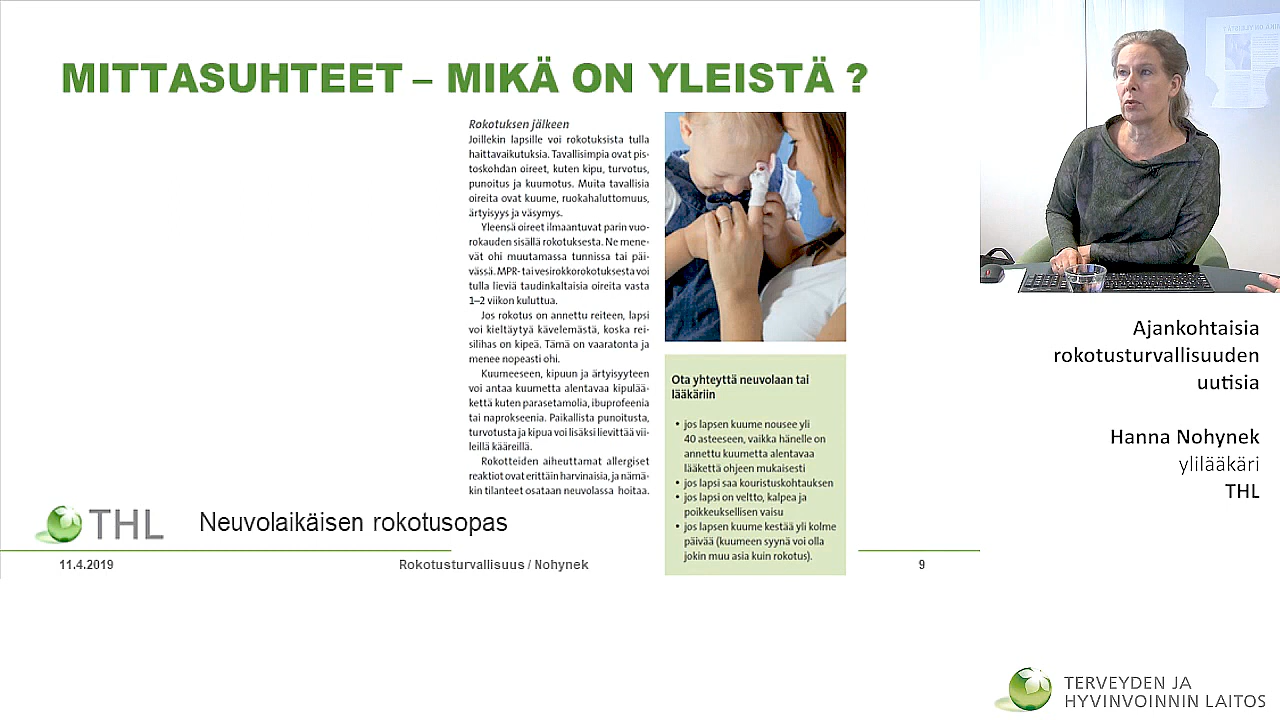 MITTASUHTEET – MIKÄ ON YLEISTÄ ?
Rokotuksen jälkeen
Joillekin lapsille voi rokotuksista tulla
haittavaikutuksia. Tavallisimpia ovat pis-
toskohdan oireet, kuten kipu, turvotus,
punoitus ja kuumotus. Muita tavallisia
oireita ovat kuume, ruokahaluttomuus,
ärtyisyys ja väsymys.
Yleensä oireet ilmaantuvat parin vuo-
rokauden sisällä rokotuksesta. Ne mene-
vät ohi muutamassa tunnissa tai päi-
vässä. MPR- tai vesirokkorokotuksesta voi
tulla lieviä taudinkaltaisia oireita vasta
1–2 viikon kuluttua.
Jos rokotus on annettu reiteen, lapsi
voi kieltäytyä kävelemästä, koska rei-
silihas on kipeä. Tämä on vaaratonta ja
menee nopeasti ohi.
Kuumeeseen, kipuun ja ärtyisyyteen
voi antaa kuumetta alentavaa kipulää-
kettä kuten parasetamolia, ibuprofeenia
tai naprokseenia. Paikallista punoitusta,
turvotusta ja kipua voi lisäksi lievittää vii-
leillä kääreillä.
Rokotteiden aiheuttamat allergiset
reaktiot ovat erittäin harvinaisia, ja nämä-
kin tilanteet osataan neuvolassa hoitaa.
Ota yhteyttä neuvolaan tai
lääkäriin
• jos lapsen kuume nousee yli
40 asteeseen, vaikka hänelle on
annettu kuumetta alentavaa
lääkettä ohjeen mukaisesti
• jos lapsi saa kouristuskohtauksen
• jos lapsi on veltto, kalpea ja
poikkeuksellisen vaisu
• jos lapsen kuume kestää yli kolme
päivää (kuumeen syynä voi olla
jokin muu asia kuin rokotus).
THL
Neuvolaikäisen rokotusopas
11.4.2019
Rokotusturvallisuus / Nohynek
9
Ajankohtaisia
rokotusturvallisuuden
uutisia
Hanna Nohynek
ylilääkäri
THL
TERVEYDEN JA
HYVINVOINNIN LAITOS